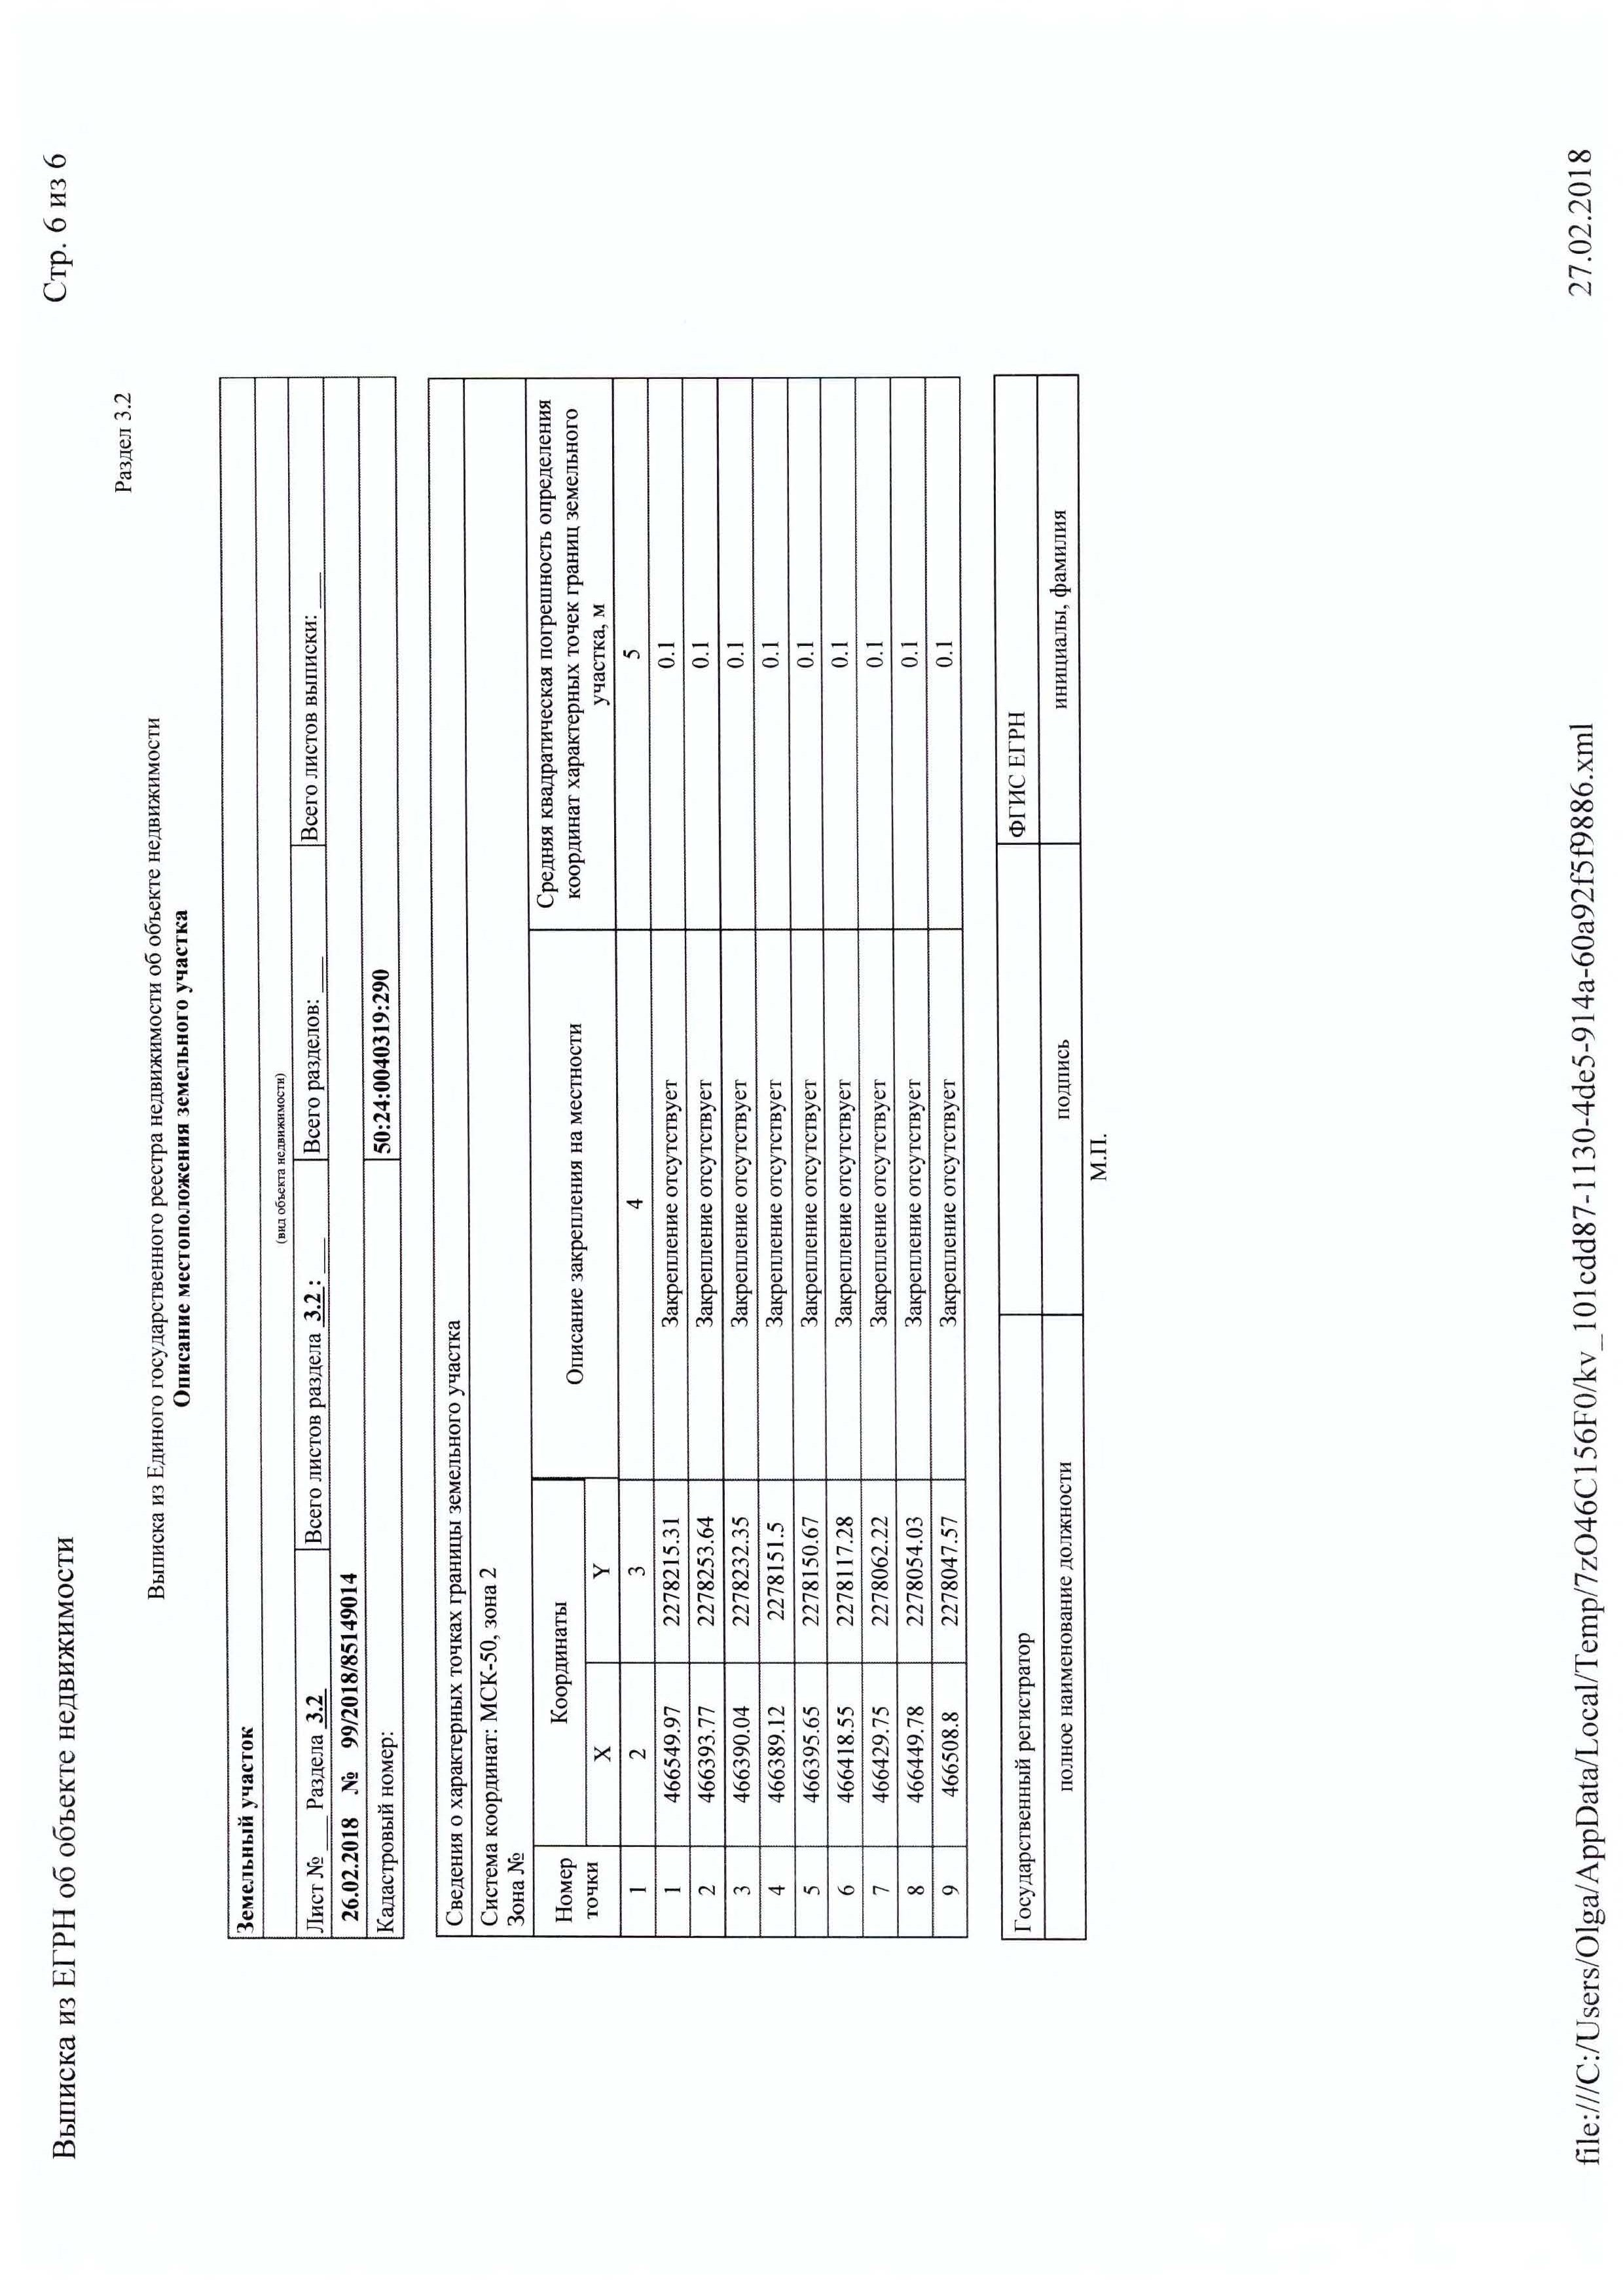 Выписка из ЕГРН об объекте недвижимости Стр. 6 из 6
Раздел 3.2
Выписка из Единого государственного реестра недвижимости об объекте недвижимости
Описание местоположения земельного участка
Земельный участок
(вид объекта недвижимости)
Лист № ___ Раздела 3.2 Всего листов раздела 3.2 : ___ Всего разделов: ___ Всего листов выписки: ___
26.02.2018 № 99/2018/85149014
Кадастровый номер: 50:24:0040319:290
Сведения о характерных точках границы земельного участка
Система координат: МСК-50, зона 2
Зона №
Номер точки Координаты Описание закрепления на местности Средняя квадратическая погрешность определения координат характерных точек границ земельного участка, м
X Y
1 2 3 4 5
1 466549.97 2278215.31 Закрепление отсутствует 0.1
2 466393.77 2278253.64 Закрепление отсутствует 0.1
3 466390.04 2278232.35 Закрепление отсутствует 0.1
4 466389.12 2278151.5 Закрепление отсутствует 0.1
5 466395.65 2278150.67 Закрепление отсутствует 0.1
6 466418.55 2278117.28 Закрепление отсутствует 0.1
7 466429.75 2278062.22 Закрепление отсутствует 0.1
8 466449.78 2278054.03 Закрепление отсутствует 0.1
9 466508.8 2278047.57 Закрепление отсутствует 0.1
Государственный регистратор ФГИС ЕГРН
полное наименование должности подпись инициалы, фамилия
М.П.
file:///C:/Users/Olga/AppData/Local/Temp/7zO46C156F0/kv_101cdd87-1130-4de5-914a-60a92f5f9886.xml 27.02.2018